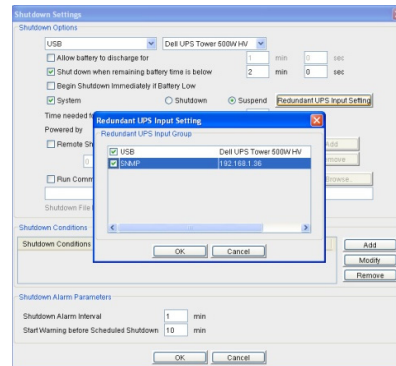 Shutdown Settings
Shutdown Options
USB Dell UPS Tower 500W HV
Allow battery to discharge for 1 min 0 sec
Shut down when remaining battery time is below 2 min 0 sec
Begin Shutdown Immediately if Battery Low
System Shutdown Suspend Redundant UPS Input Setting
Time needed f
Powered by
Remote Sh Add
0 move
Run Comm Browse...
Shutdown File
Redundant UPS Input Setting
Redundant UPS Input Group
USB Dell UPS Tower 500W HV
SNMP 192.168.1.36
OK Cancel
Shutdown Conditions
Shutdown Conditions
Add
Modify
Remove
Shutdown Alarm Parameters
Shutdown Alarm Interval 1 min
Start Warning before Scheduled Shutdown 10 min
OK Cancel